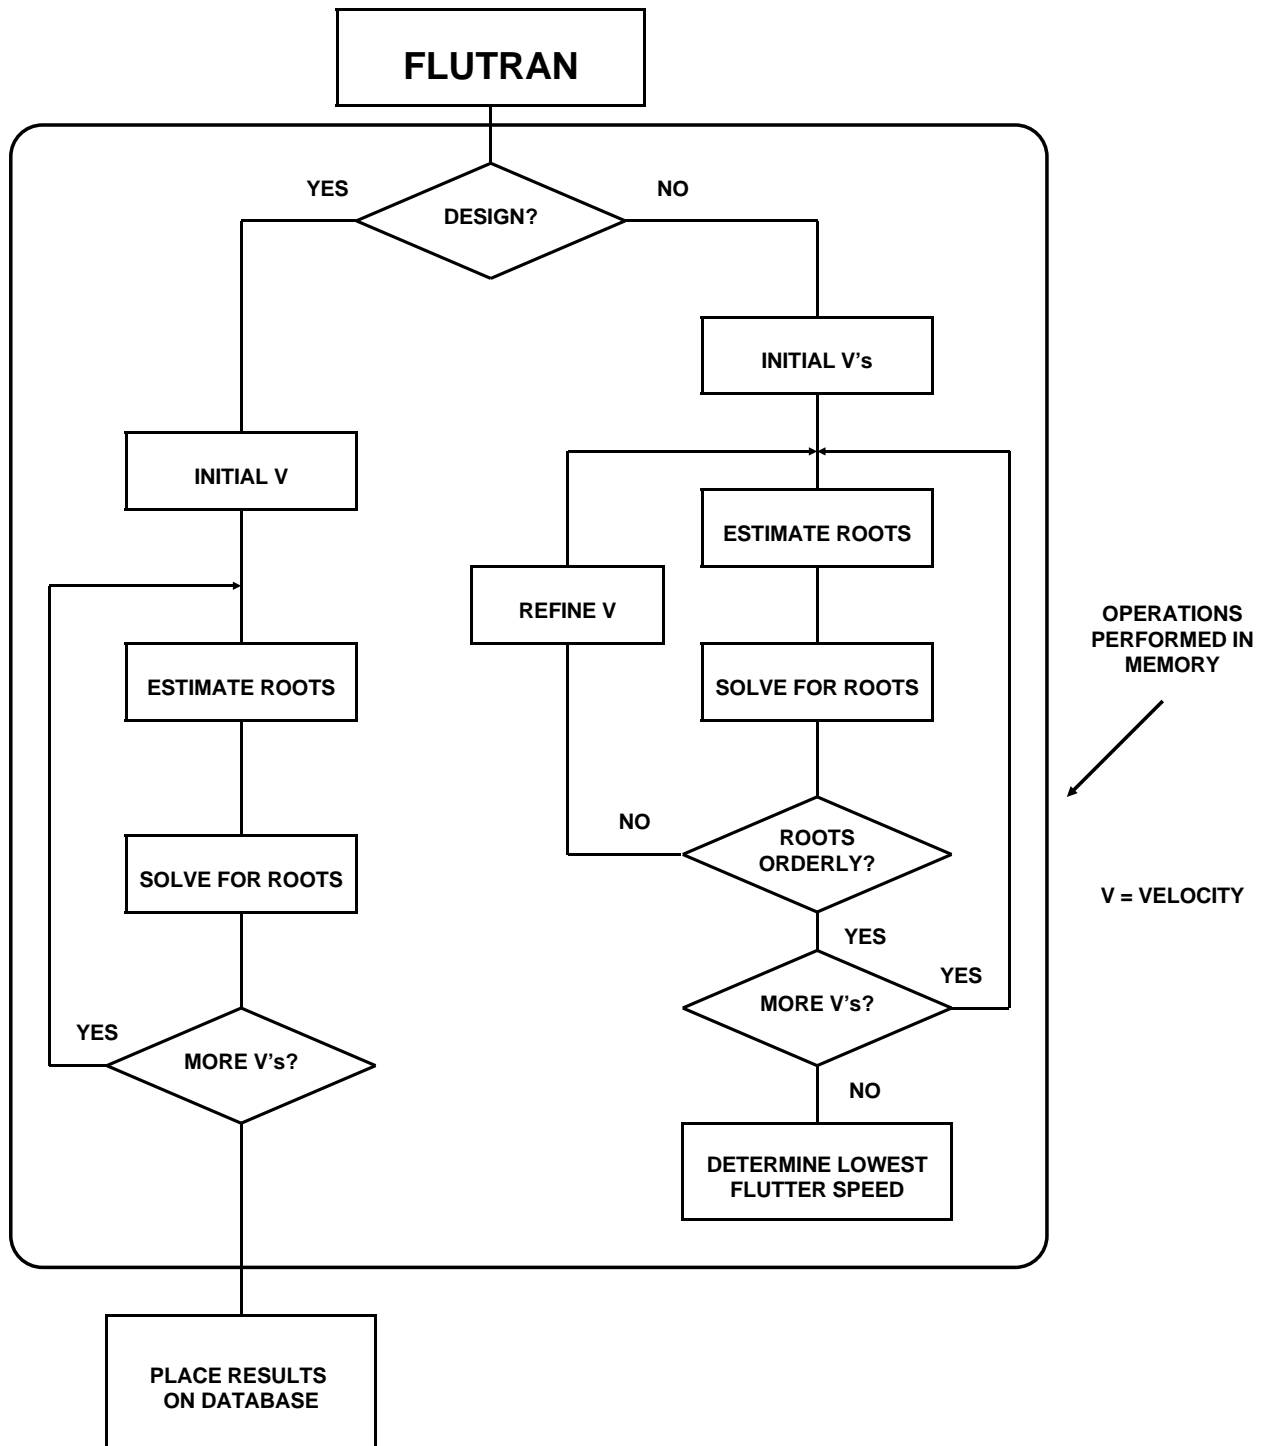 FLUTRAN
YES
NO
DESIGN?
INITIAL V's
INITIAL V
ESTIMATE ROOTS
REFINE V
OPERATIONS
PERFORMED IN
MEMORY
ESTIMATE ROOTS
SOLVE FOR ROOTS
NO
ROOTS
ORDERLY?
SOLVE FOR ROOTS
V = VELOCITY
YES
YES
MORE V's?
YES
MORE V's?
NO
DETERMINE LOWEST
FLUTTER SPEED
PLACE RESULTS
ON DATABASE